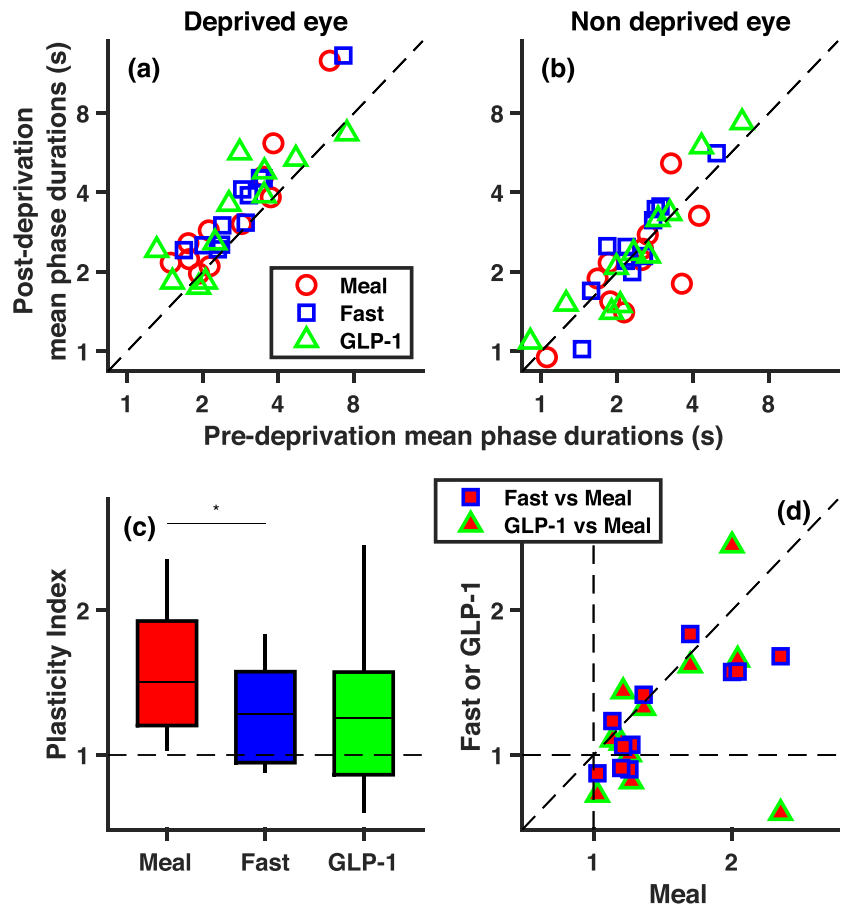 Deprived eye
Non deprived eye
(a)
(b)
Post-deprivation
mean phase durations (s)
8
4
2
1
Meal
Fast
GLP-1
8
4
2
1
1 2 4 8
1 2 4 8
Pre-deprivation mean phase durations (s)
Fast vs Meal
GLP-1 vs Meal
(c)
*
(d)
Plasticity Index
2
1
Meal Fast GLP-1
Fast or GLP-1
2
1
1 2
Meal